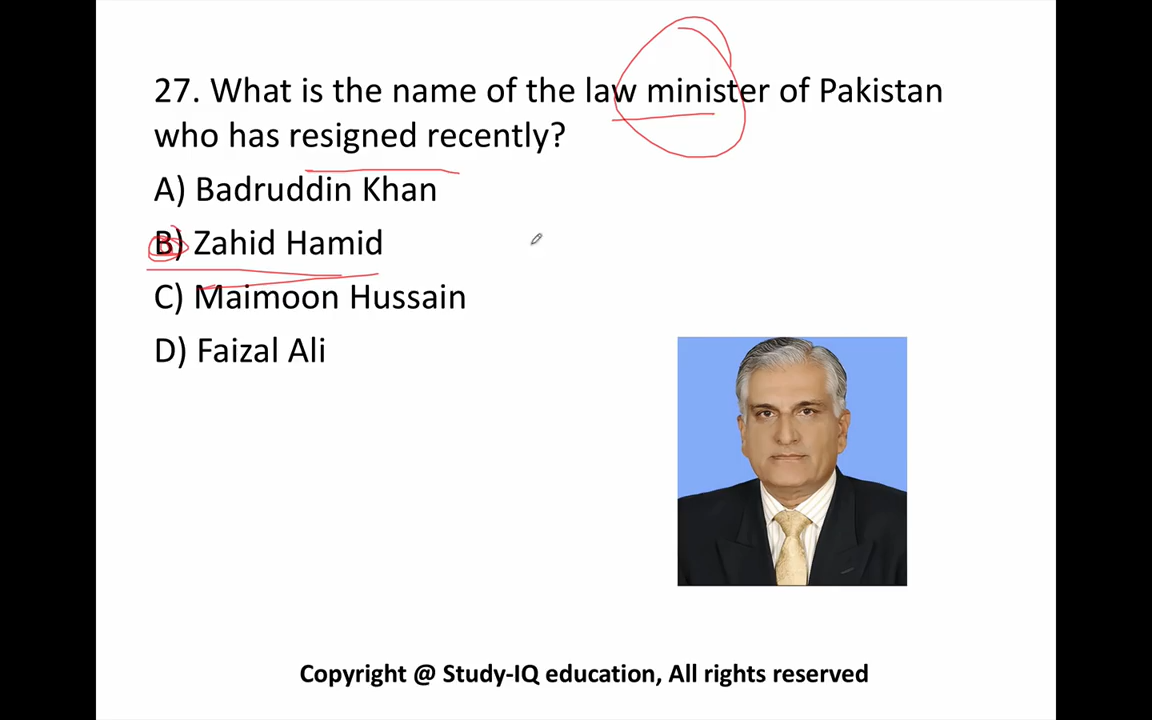 27. What is the name of the law minister of Pakistan
who has resigned recently?
A) Badruddin Khan
B) Zahid Hamid
C) Maimoon Hussain
D) Faizal Ali
Copyright @ Study-IQ education, All rights reserved